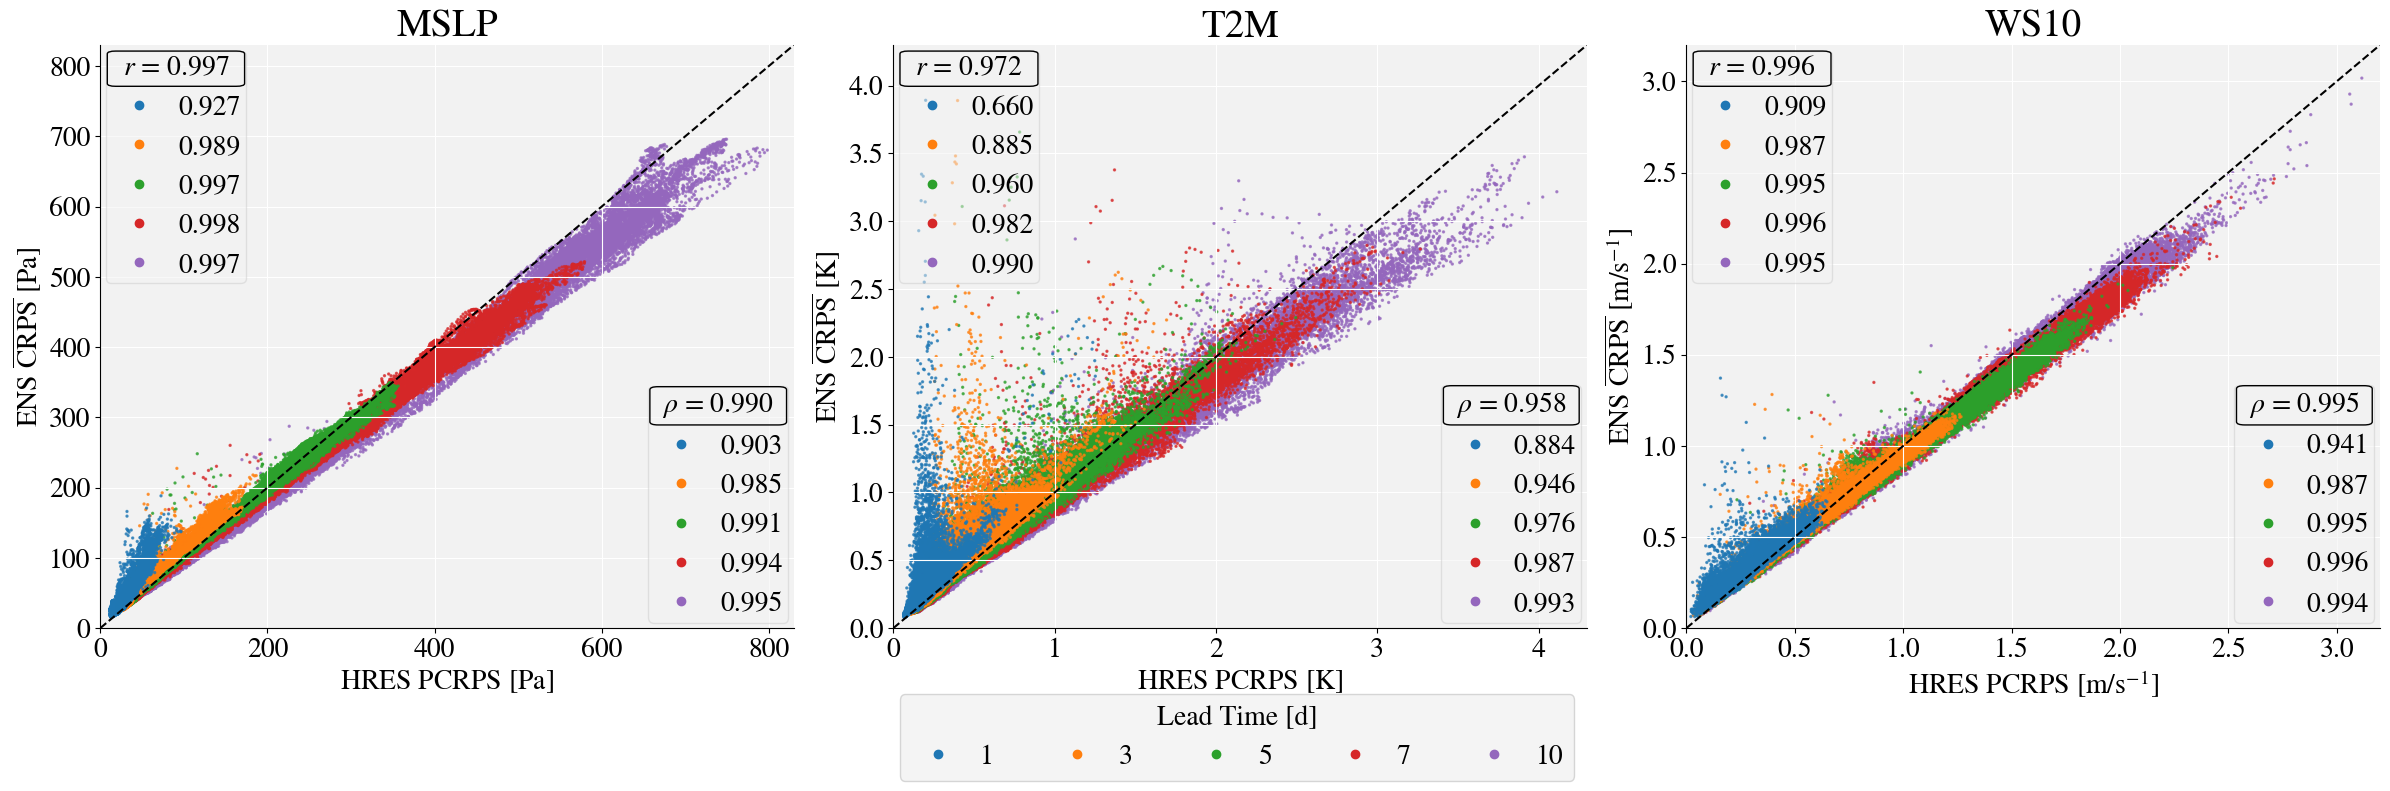 MSLP
r = 0.997
0.927
0.989
0.997
0.998
0.997
ρ = 0.990
0.903
0.985
0.991
0.994
0.995
800
700
600
500
400
300
200
100
0
ENS CRPS [Pa]
0 200 400 600 800
HRES PCRPS [Pa]
T2M
r = 0.972
0.660
0.885
0.960
0.982
0.990
ρ = 0.958
0.884
0.946
0.976
0.987
0.993
4.0
3.5
3.0
2.5
2.0
1.5
1.0
0.5
0.0
ENS CRPS [K]
0 1 2 3 4
HRES PCRPS [K]
WS10
r = 0.996
0.909
0.987
0.995
0.996
0.995
ρ = 0.995
0.941
0.987
0.995
0.996
0.994
3.0
2.5
2.0
1.5
1.0
0.5
0.0
ENS CRPS [m/s⁻¹]
0.0 0.5 1.0 1.5 2.0 2.5 3.0
HRES PCRPS [m/s⁻¹]
Lead Time [d]
1 3 5 7 10